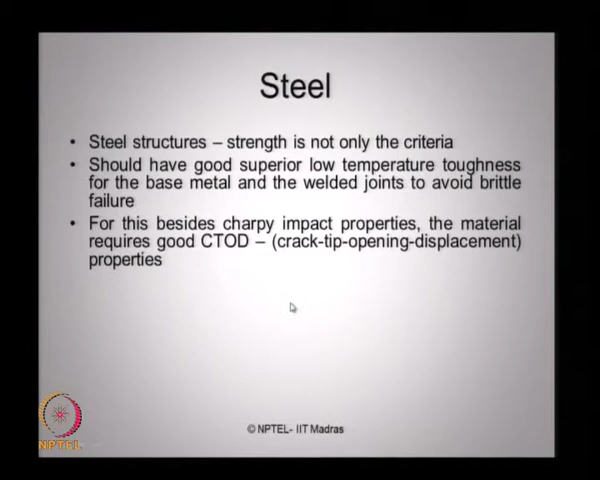 Steel
• Steel structures – strength is not only the criteria
• Should have good superior low temperature toughness
for the base metal and the welded joints to avoid brittle
failure
• For this besides charpy impact properties, the material
requires good CTOD – (crack-tip-opening-displacement)
properties
NPTEL
© NPTEL- IIT Madras